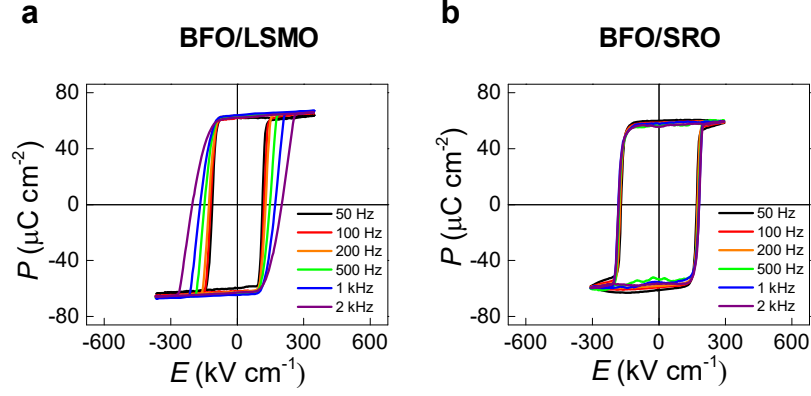 a
BFO/LSMO
80
40
0
-40
-80
P (μC cm⁻²)
50 Hz
100 Hz
200 Hz
500 Hz
1 kHz
2 kHz
-600 -300 0 300 600
E (kV cm⁻¹)
b
BFO/SRO
80
40
0
-40
-80
P (μC cm⁻²)
50 Hz
100 Hz
200 Hz
500 Hz
1 kHz
2 kHz
-600 -300 0 300 600
E (kV cm⁻¹)